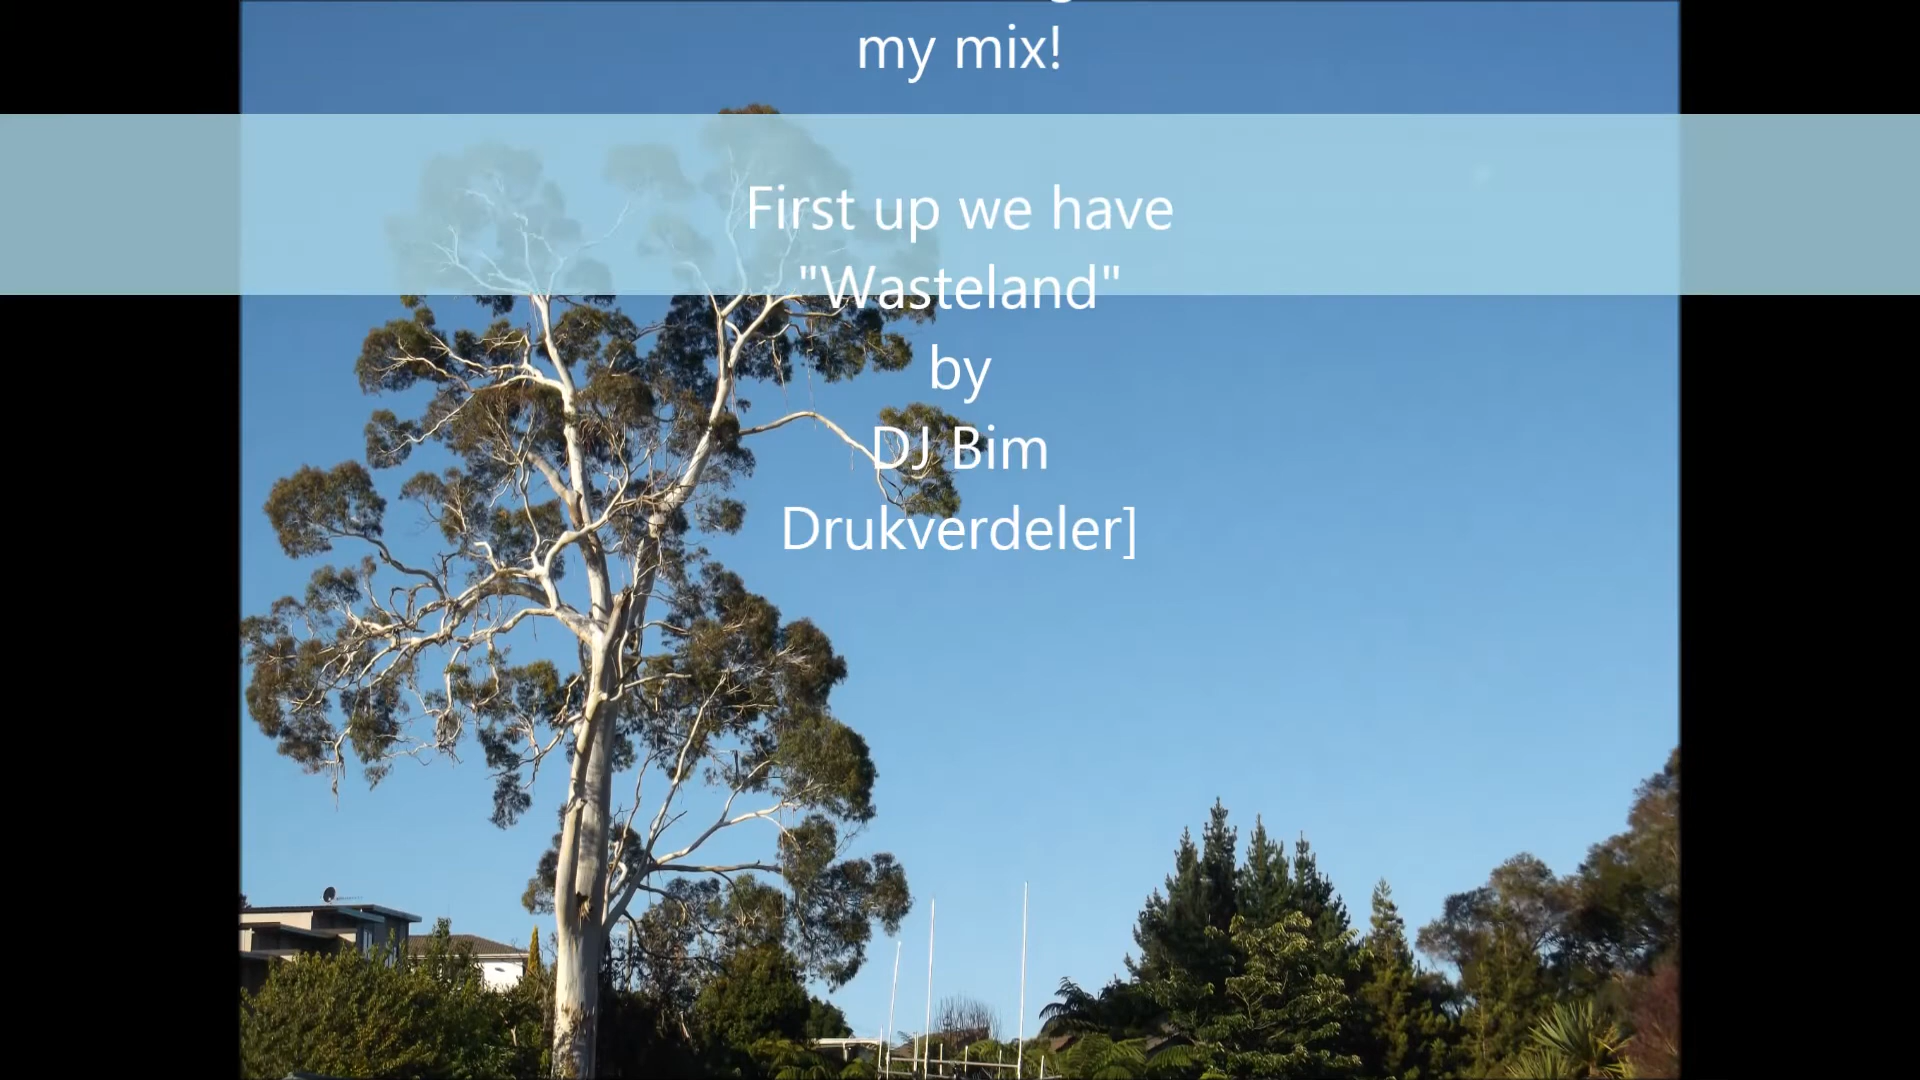 my mix!
First up we have
"Wasteland"
by
DJ Bim
Drukverdeler]